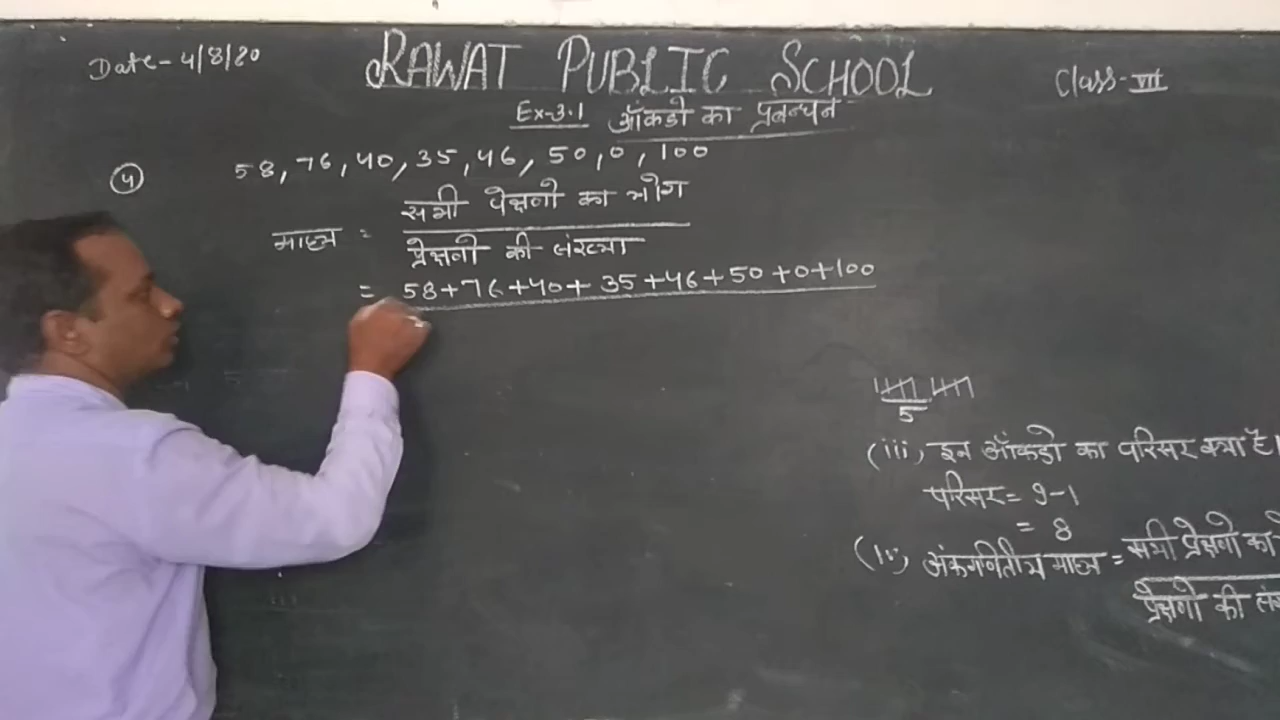 Date- 4/8/20
RAWAT PUBLIC SCHOOL
Class- VII
Ex-3.1 आँकडो का प्रबन्धन
4 58, 76, 40, 35, 46, 50, 0, 100
माध्य = सभी प्रेक्षणो का योग
प्रेक्षणो की संख्या
= 58+76+40+35+46+50+0+100
5
(iii) इन आँकडो का परिसर क्या है।
परिसर = 9-1
= 8
(iv) अंकगणितीय माध्य = सभी प्रेक्षणो का
प्रेक्षणो की